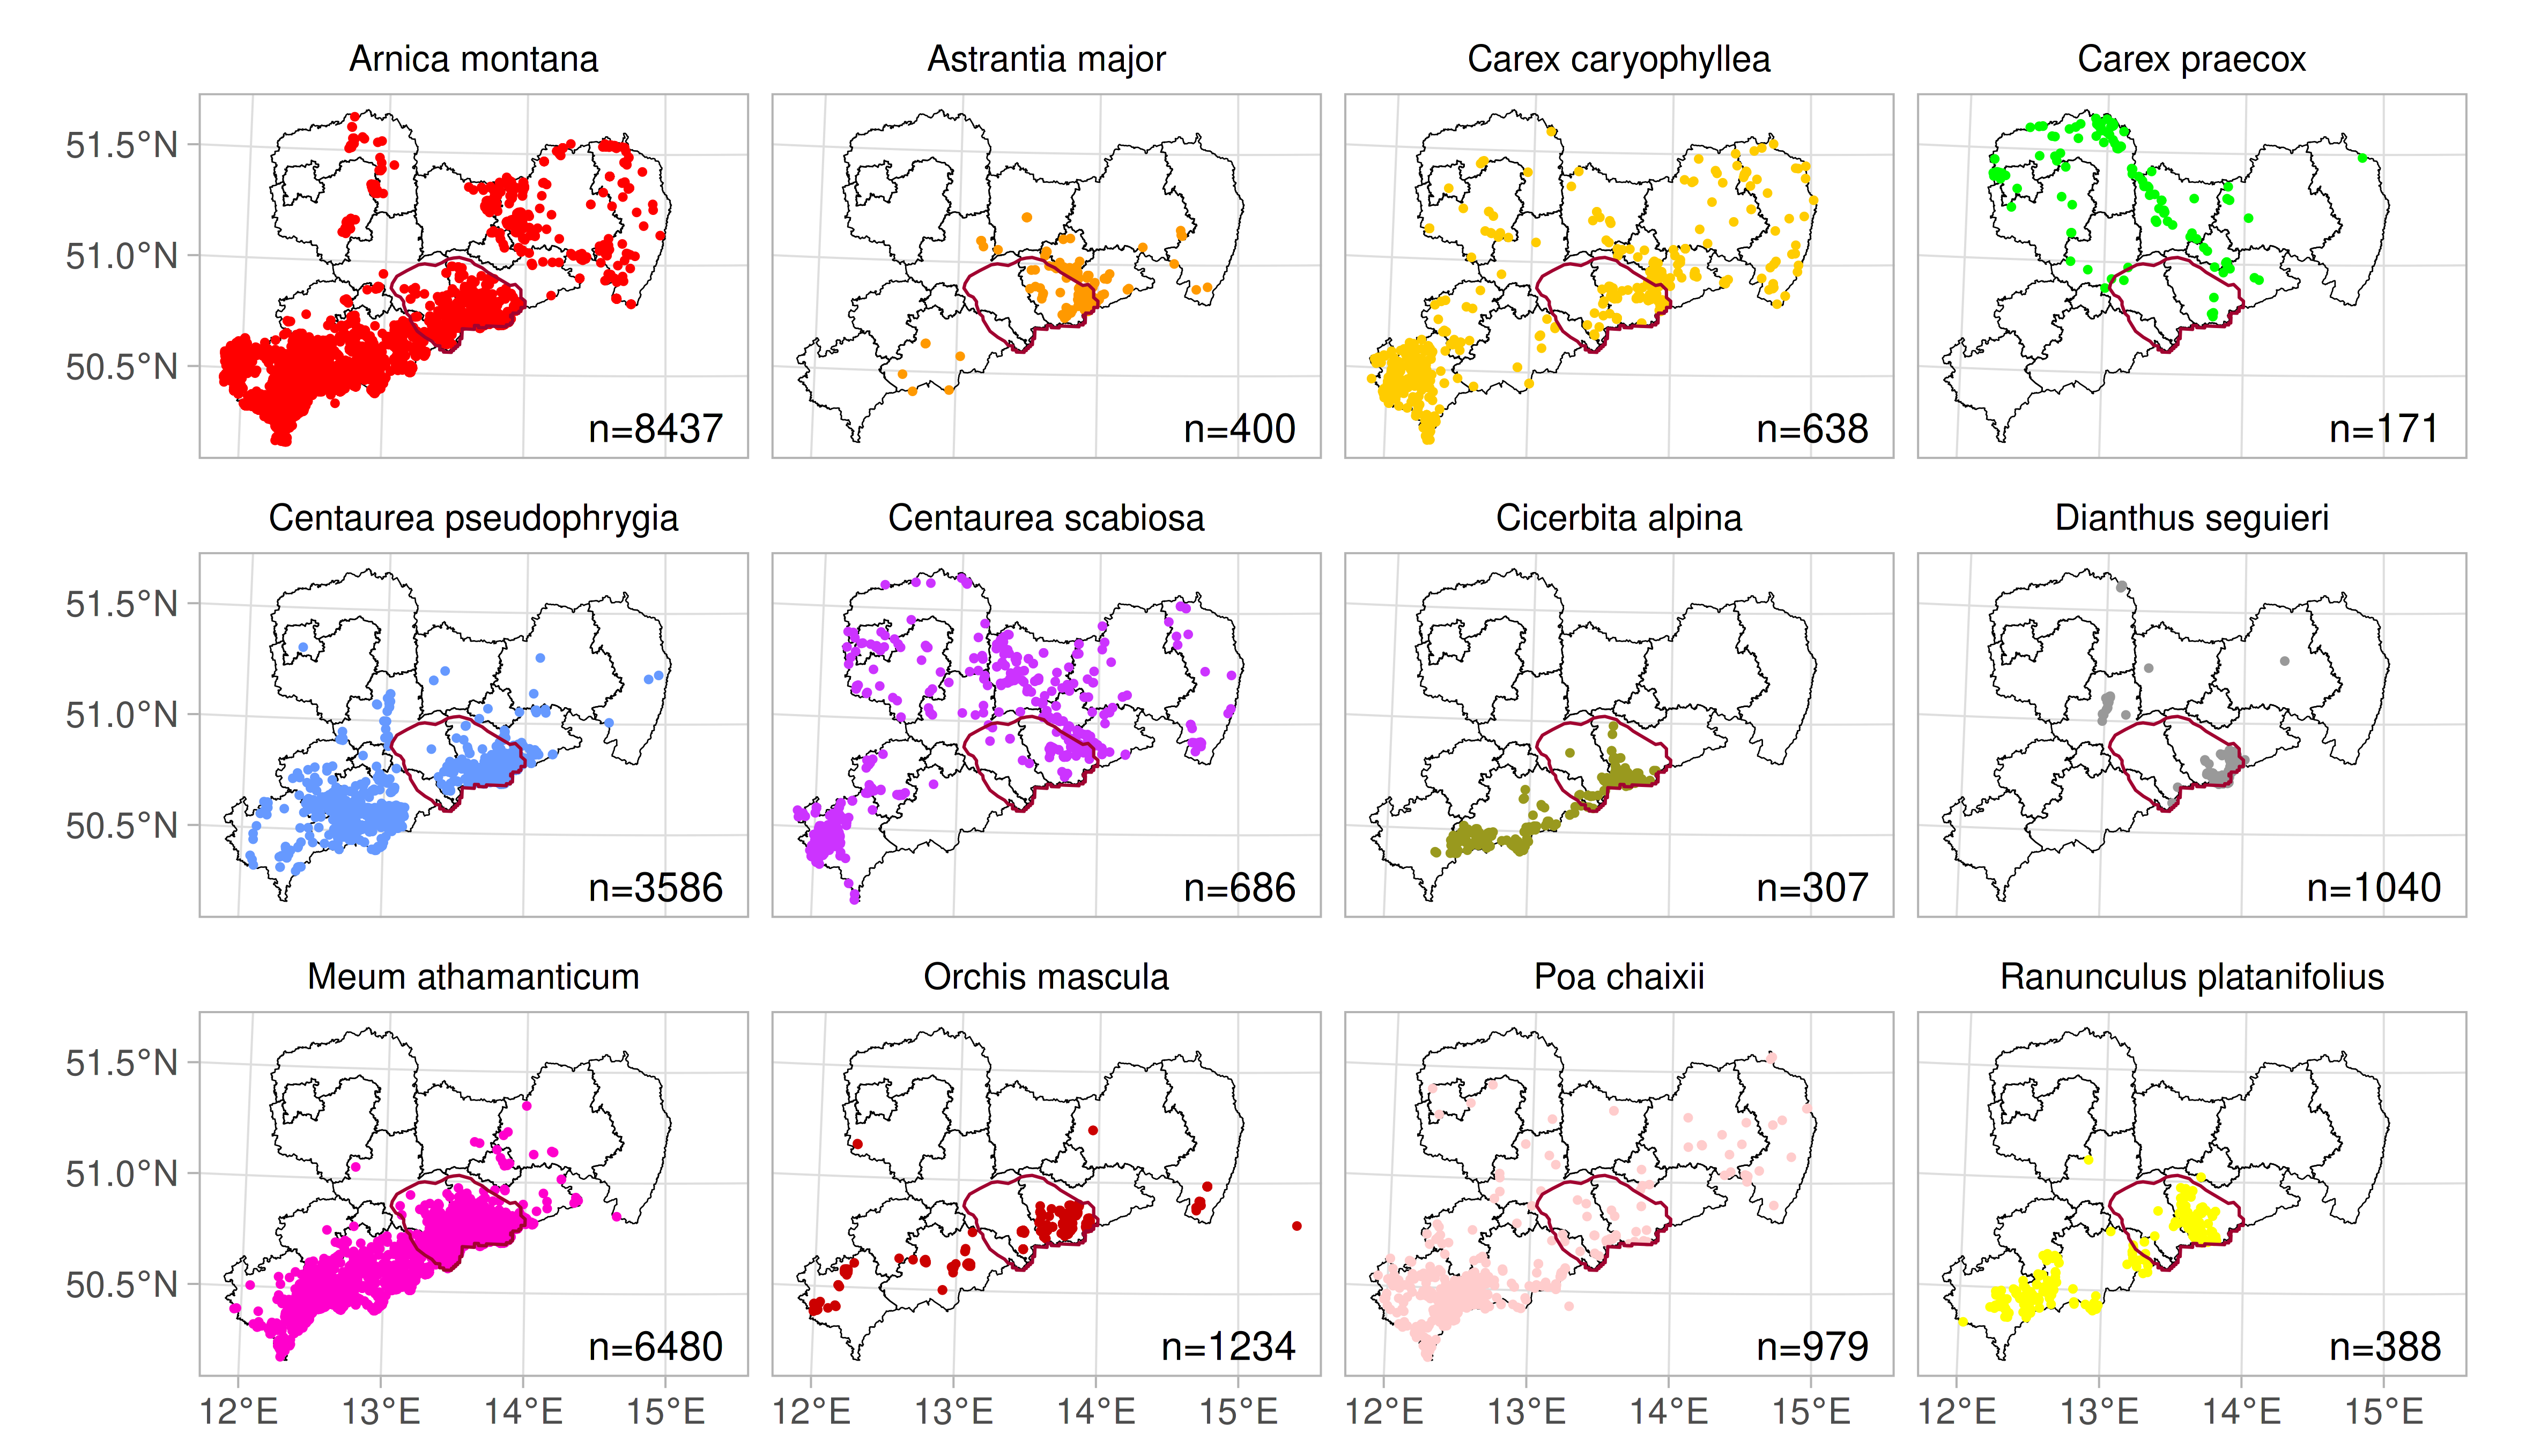 Arnica montana
Astrantia major
Carex caryophyllea
Carex praecox
51.5°N
51.0°N
50.5°N
n=8437
n=400
n=638
n=171
Centaurea pseudophrygia
Centaurea scabiosa
Cicerbita alpina
Dianthus seguieri
51.5°N
51.0°N
50.5°N
n=3586
n=686
n=307
n=1040
Meum athamanticum
Orchis mascula
Poa chaixii
Ranunculus platanifolius
51.5°N
51.0°N
50.5°N
n=6480
n=1234
n=979
n=388
12°E 13°E 14°E 15°E
12°E 13°E 14°E 15°E
12°E 13°E 14°E 15°E
12°E 13°E 14°E 15°E